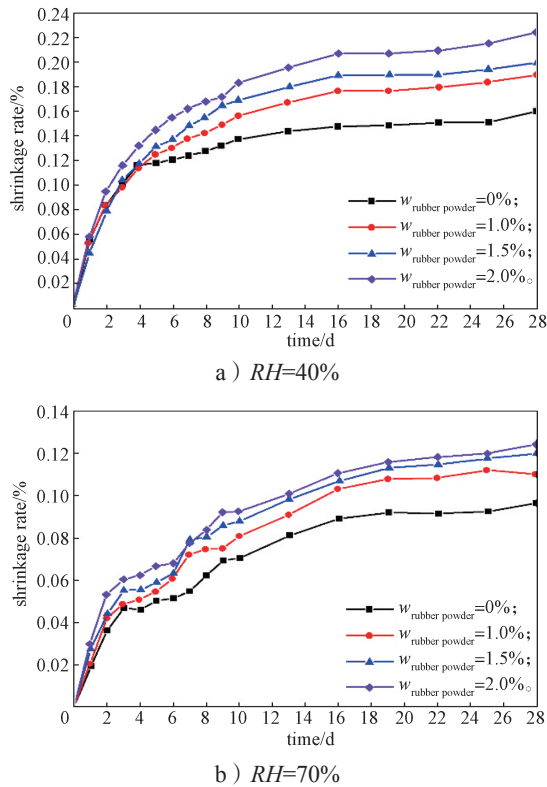 0.24
0.22
0.20
0.18
0.16
0.14
0.12
0.10
0.08
0.06
0.04
0.02
shrinkage rate/%
w rubber powder=0%;
w rubber powder=1.0%;
w rubber powder=1.5%;
w rubber powder=2.0%。
0 2 4 6 8 10 12 14 16 18 20 22 24 26 28
time/d
a）RH=40%
0.14
0.12
0.10
0.08
0.06
0.04
0.02
shrinkage rate/%
w rubber powder=0%;
w rubber powder=1.0%;
w rubber powder=1.5%;
w rubber powder=2.0%。
0 2 4 6 8 10 12 14 16 18 20 22 24 26 28
time/d
b）RH=70%